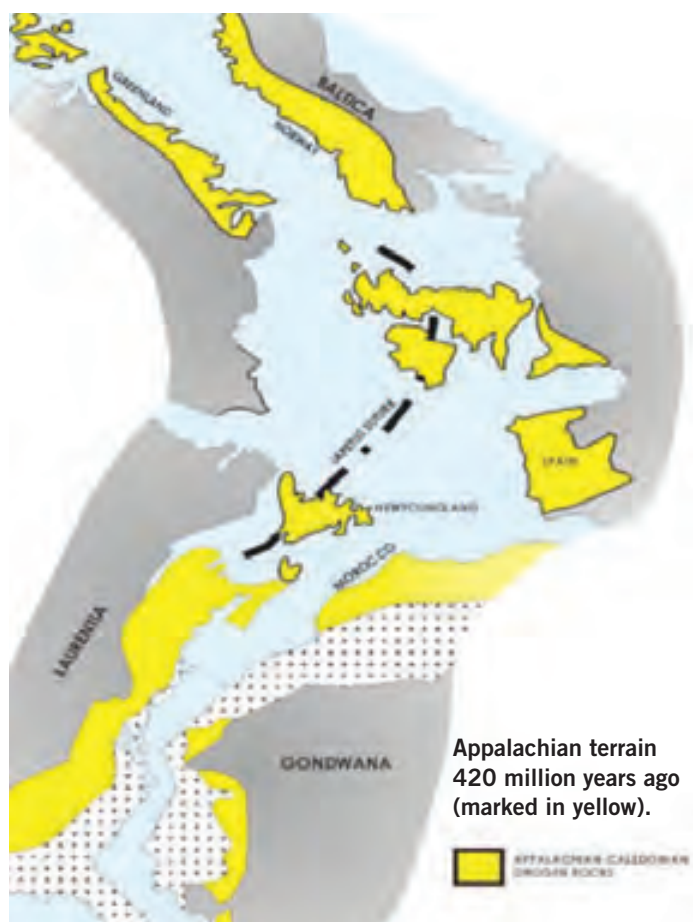 GREENLAND
BALTICA
NORWAY
IAPETUS SUTURE
SPAIN
NEWFOUNDLAND
MOROCCO
LAURENTIA
GONDWANA
Appalachian terrain
420 million years ago
(marked in yellow).
APPALACHIAN-CALEDONIAN
OROGEN ROCKS